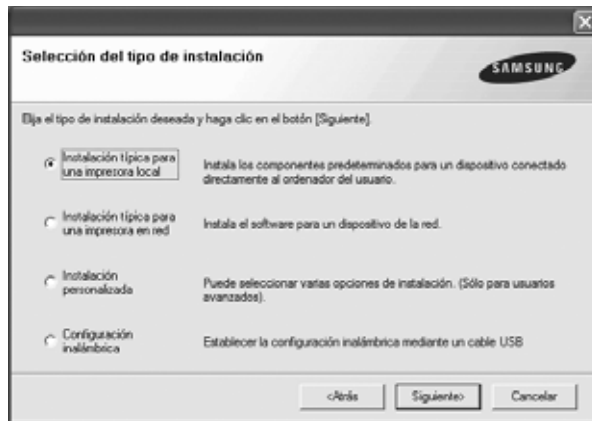 Selección del tipo de instalación
SAMSUNG
Elija el tipo de instalación deseada y haga clic en el botón [Siguiente].
Instalación típica para
una impresora local
Instala los componentes predeterminados para un dispositivo conectado
directamente al ordenador del usuario.
Instalación típica para
una impresora en red
Instala el software para un dispositivo de la red.
Instalación
personalizada
Puede seleccionar varias opciones de instalación. (Sólo para usuarios
avanzados).
Configuración
inalámbrica
Establecer la configuración inalámbrica mediante un cable USB
<Atrás
Siguiente>
Cancelar